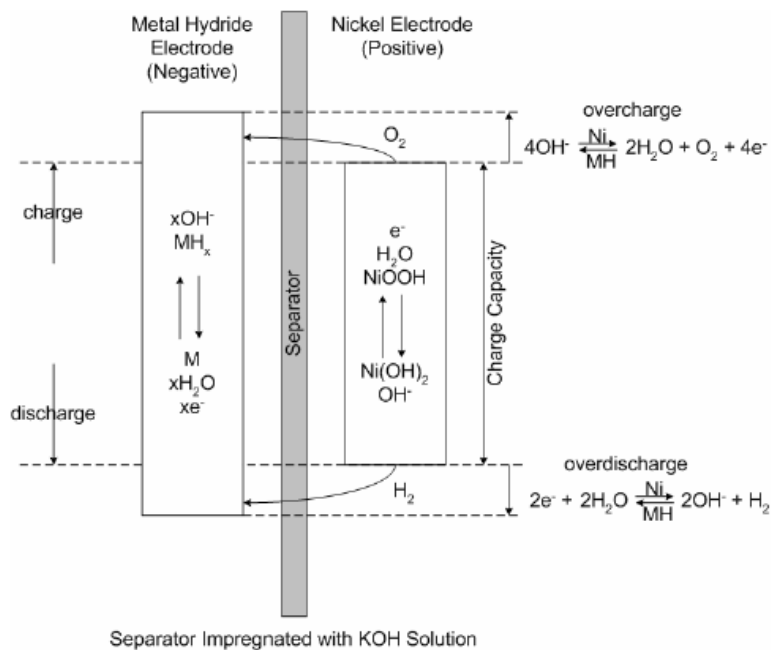 Metal Hydride
Electrode
(Negative)
Nickel Electrode
(Positive)
overcharge
4OH⁻ Ni MH 2H₂O + O₂ + 4e⁻
O₂
charge
xOH⁻
MHₓ
e⁻
H₂O
NiOOH
Separator
Charge Capacity
M
xH₂O
xe⁻
Ni(OH)₂
OH⁻
discharge
overdischarge
2e⁻ + 2H₂O Ni MH 2OH⁻ + H₂
H₂
Separator Impregnated with KOH Solution